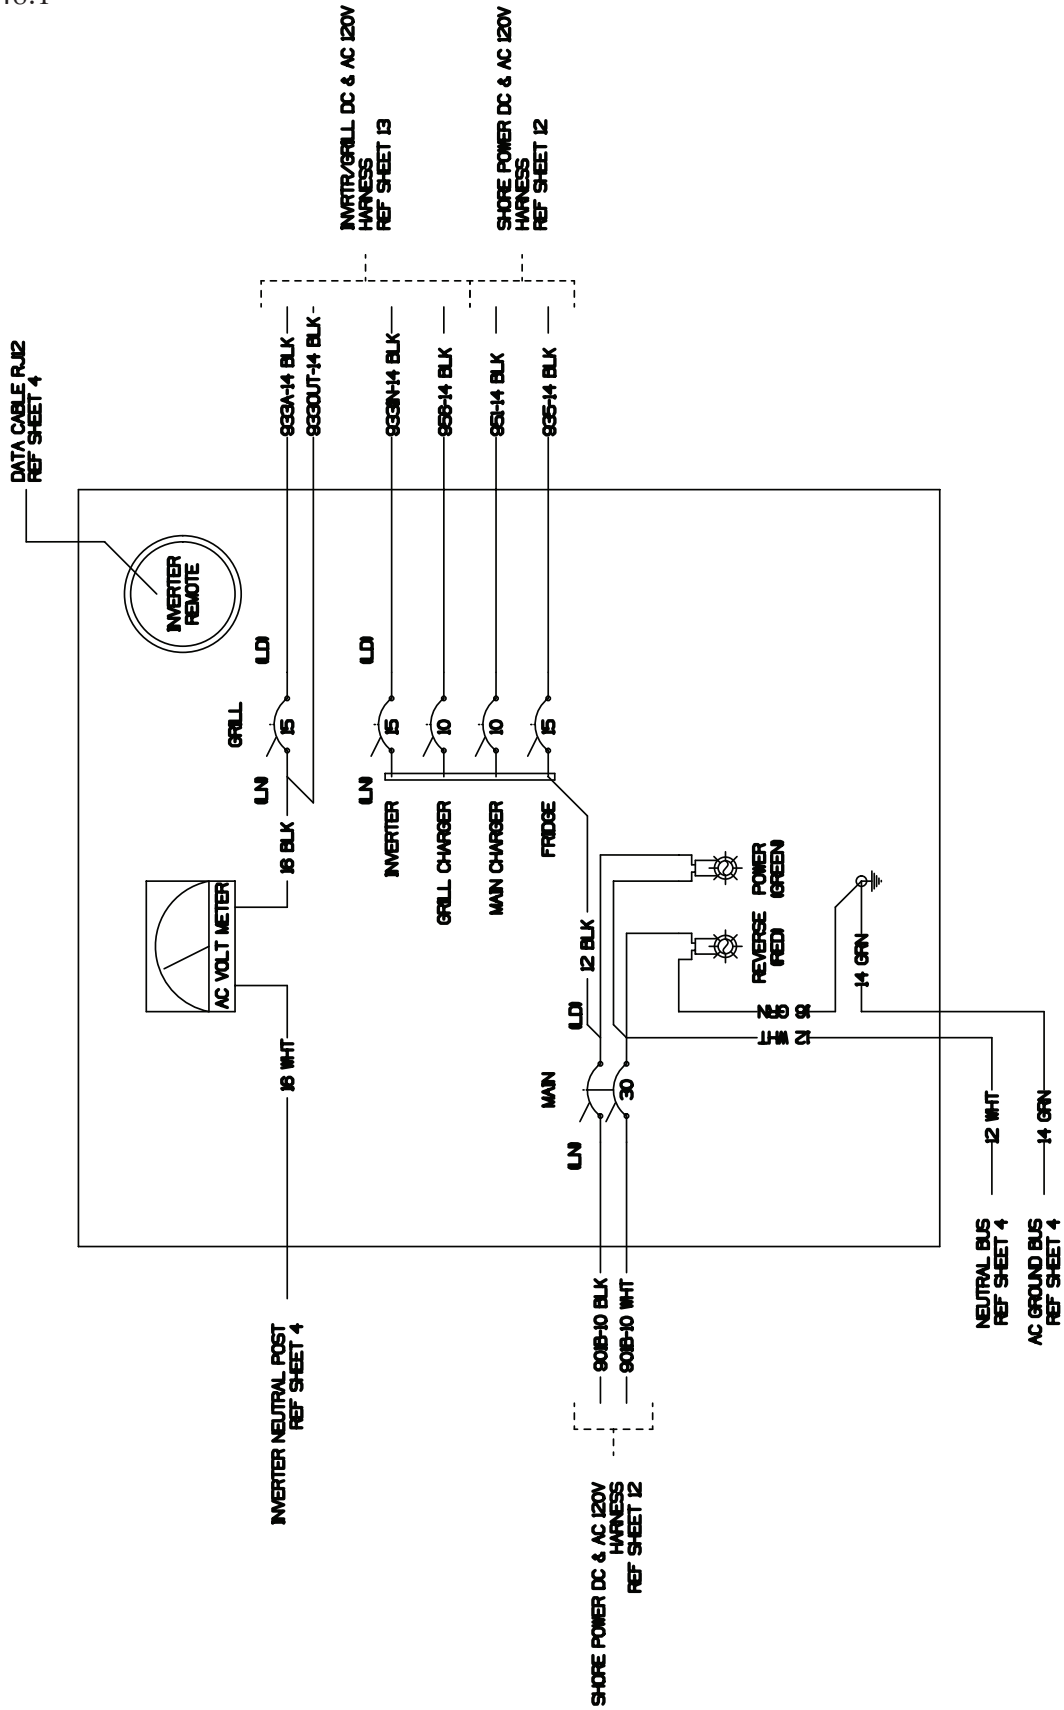 DATA CABLE RJ12
REF SHEET 4
INVRTR/GRILL DC & AC 120V
HARNESS
REF SHEET 13
SHORE POWER DC & AC 120V
HARNESS
REF SHEET 12
933A-14 BLK
933OUT-14 BLK
933IN-14 BLK
956-14 BLK
951-14 BLK
935-14 BLK
INVERTER
REMOTE
GRILL
(LN)
15
(LD)
16 BLK
AC VOLT METER
16 WHT
INVERTER NEUTRAL POST
REF SHEET 4
(LN)
(LD)
INVERTER
15
GRILL CHARGER
10
MAIN CHARGER
10
FRIDGE
15
12 BLK
MAIN
(LN)
(LD)
30
901B-10 BLK
901B-10 WHT
SHORE POWER DC & AC 120V
HARNESS
REF SHEET 12
REVERSE
(RED)
POWER
(GREEN)
16 GRN
12 WHT
14 GRN
12 WHT
14 GRN
NEUTRAL BUS
REF SHEET 4
AC GROUND BUS
REF SHEET 4